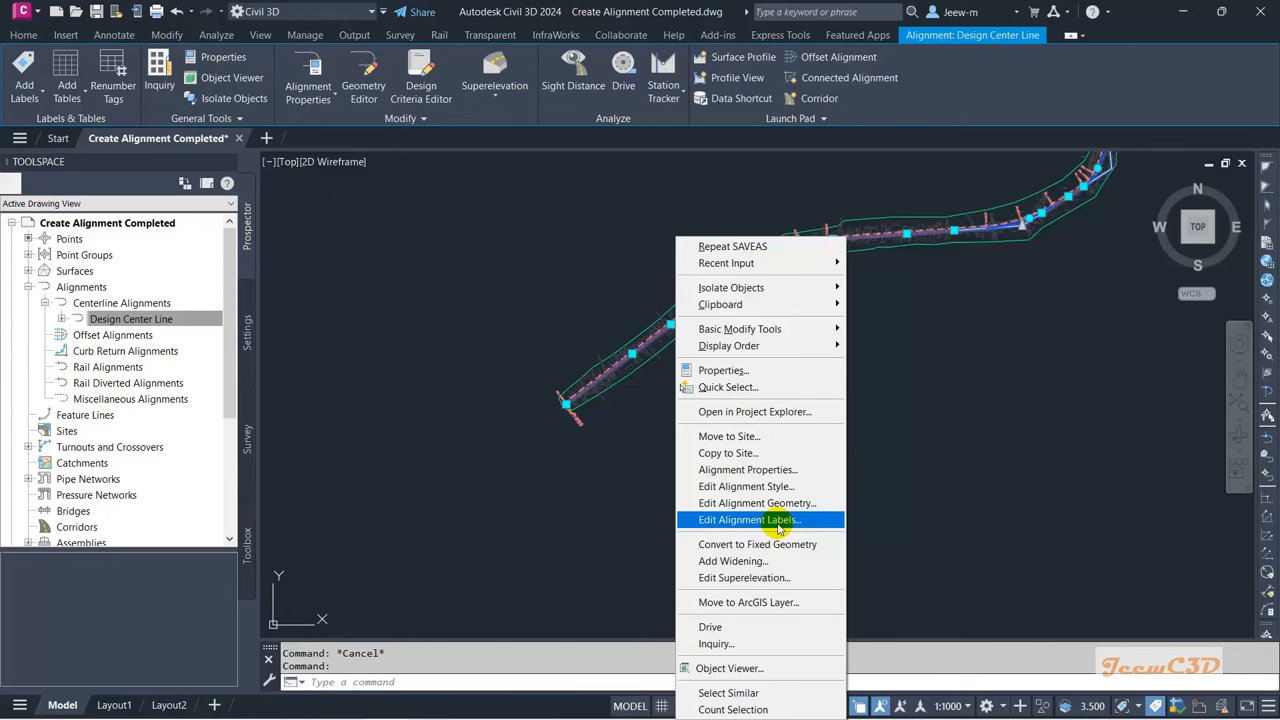 Civil 3D
Share
Autodesk Civil 3D 2024
Create Alignment Completed.dwg
Type a keyword or phrase
Jeew-m
Home
Insert
Annotate
Modify
Analyze
View
Manage
Output
Survey
Rail
Transparent
InfraWorks
Collaborate
Help
Add-ins
Express Tools
Featured Apps
Alignment: Design Center Line
Add
Labels
Add
Tables
Renumber
Tags
Labels & Tables
Inquiry
Properties
Object Viewer
Isolate Objects
General Tools
Alignment
Properties
Geometry
Editor
Design
Criteria Editor
Superelevation
Modify
Sight Distance
Drive
Station
Tracker
Analyze
Surface Profile
Profile View
Data Shortcut
Offset Alignment
Connected Alignment
Corridor
Launch Pad
Start
Create Alignment Completed*
TOOLSPACE
Active Drawing View
Create Alignment Completed
Points
Point Groups
Surfaces
Alignments
Centerline Alignments
Design Center Line
Offset Alignments
Curb Return Alignments
Rail Alignments
Rail Diverted Alignments
Miscellaneous Alignments
Feature Lines
Sites
Turnouts and Crossovers
Catchments
Pipe Networks
Pressure Networks
Bridges
Corridors
Assemblies
Prospector
Settings
Survey
Toolbox
[−][Top][2D Wireframe]
N
W
TOP
E
S
WCS
Y
X
Repeat SAVEAS
Recent Input
Isolate Objects
Clipboard
Basic Modify Tools
Display Order
Properties...
Quick Select...
Open in Project Explorer...
Move to Site...
Copy to Site...
Alignment Properties...
Edit Alignment Style...
Edit Alignment Geometry...
Edit Alignment Labels...
Convert to Fixed Geometry
Add Widening...
Edit Superelevation...
Move to ArcGIS Layer...
Drive
Inquiry...
Object Viewer...
Select Similar
Count Selection
Command: *Cancel*
Command:
Type a command
JeewC3D
Model
Layout1
Layout2
MODEL
1:1000
3.500